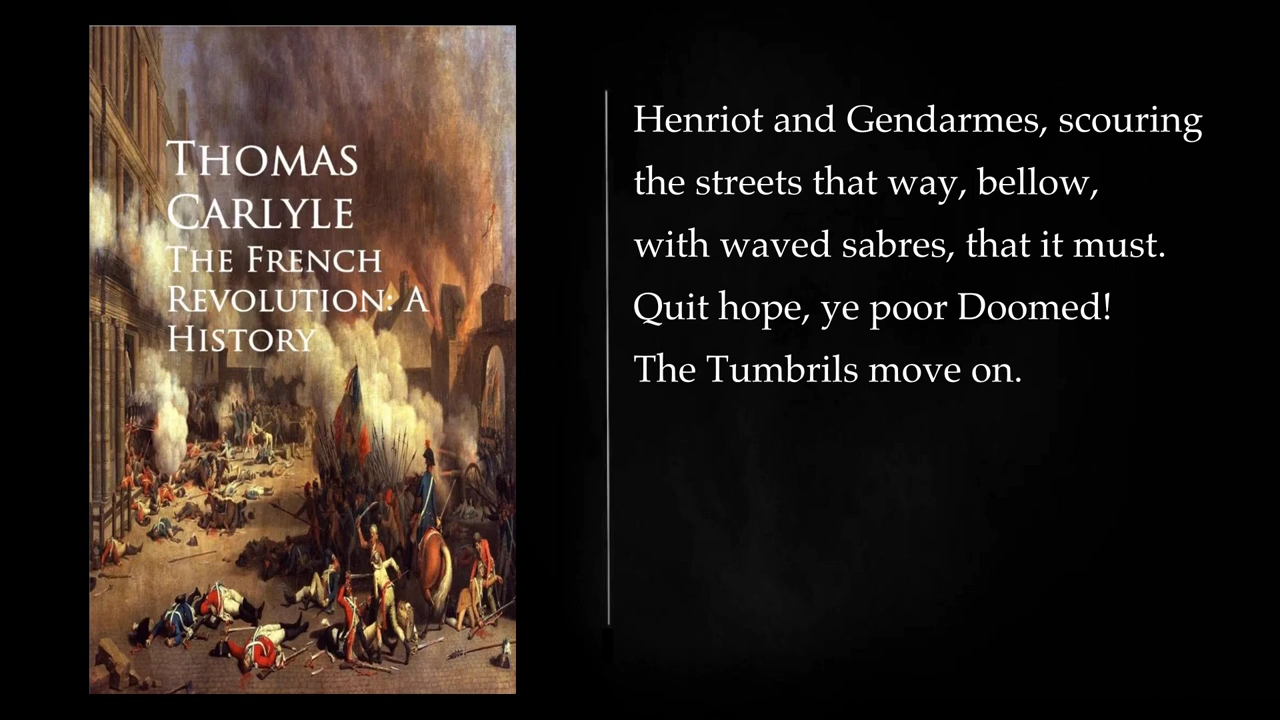 THOMAS
CARLYLE
THE FRENCH
REVOLUTION: A
HISTORY
Henriot and Gendarmes, scouring
the streets that way, bellow,
with waved sabres, that it must.
Quit hope, ye poor Doomed!
The Tumbrils move on.